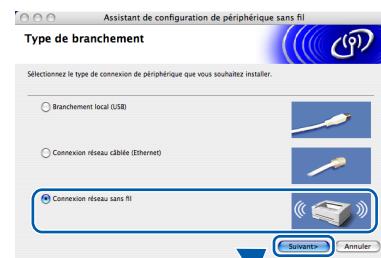 Assistant de configuration de périphérique sans fil
Type de branchement
Sélectionnez le type de connexion de périphérique que vous souhaitez installer.
Branchement local (USB)
Connexion réseau câblée (Ethernet)
Connexion réseau sans fil
Suivant>
Annuler